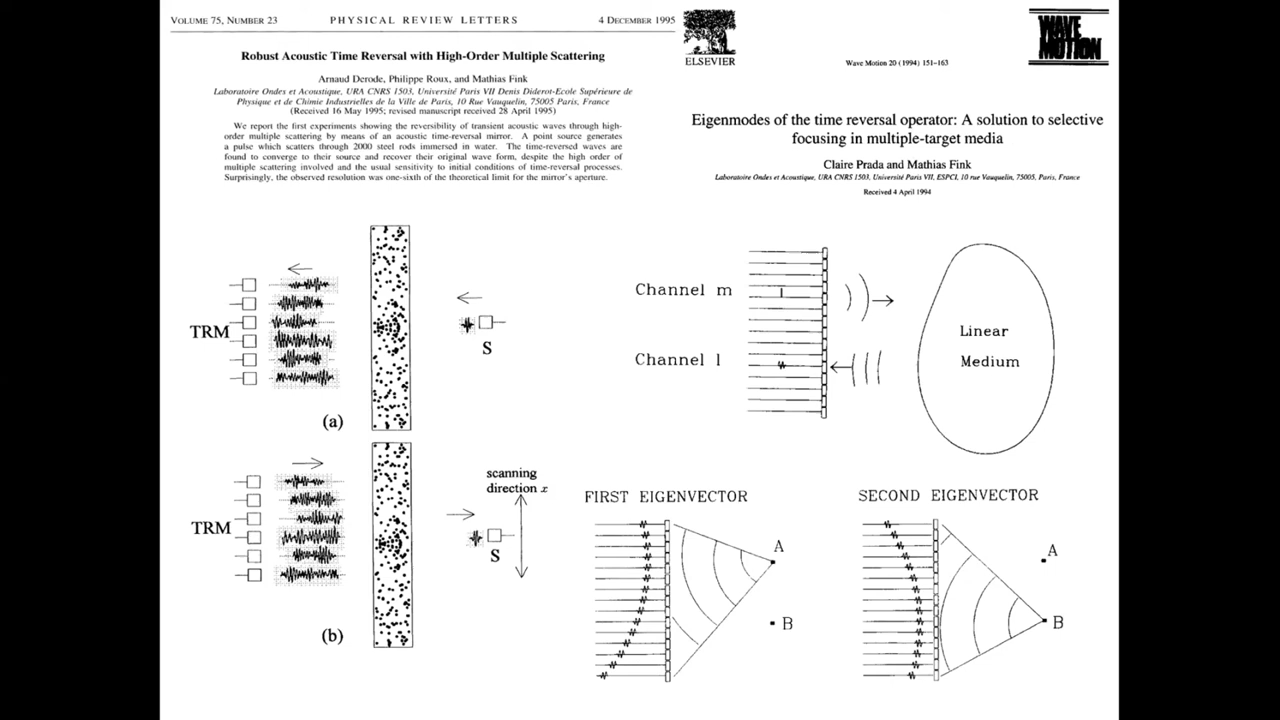 VOLUME 75, NUMBER 23 PHYSICAL REVIEW LETTERS 4 DECEMBER 1995
Robust Acoustic Time Reversal with High-Order Multiple Scattering
Arnaud Derode, Philippe Roux, and Mathias Fink
Laboratoire Ondes et Acoustique, URA CNRS 1503, Université Paris VII Denis Diderot-Ecole Supérieure de
Physique et de Chimie Industrielles de la Ville de Paris, 10 Rue Vauquelin, 75005 Paris, France
(Received 16 May 1995; revised manuscript received 28 April 1995)
We report the first experiments showing the reversibility of transient acoustic waves through high-
order multiple scattering by means of an acoustic time-reversal mirror. A point source generates
a pulse which scatters through 2000 steel rods immersed in water. The time-reversed waves are
found to converge to their source and recover their original wave form, despite the high order of
multiple scattering involved and the usual sensitivity to initial conditions of time-reversal processes.
Surprisingly, the observed resolution was one-sixth of the theoretical limit for the mirror's aperture.
TRM
S
(a)
TRM
S
scanning
direction x
(b)
ELSEVIER
WAVE
MOTION
Wave Motion 20 (1994) 151-163
Eigenmodes of the time reversal operator: A solution to selective
focusing in multiple-target media
Claire Prada and Mathias Fink
Laboratoire Ondes et Acoustique, URA CNRS 1503, Université Paris VII, ESPCI, 10 rue Vauquelin, 75005, Paris, France
Received 4 April 1994
Channel m
Channel l
Linear
Medium
FIRST EIGENVECTOR
A
B
SECOND EIGENVECTOR
A
B